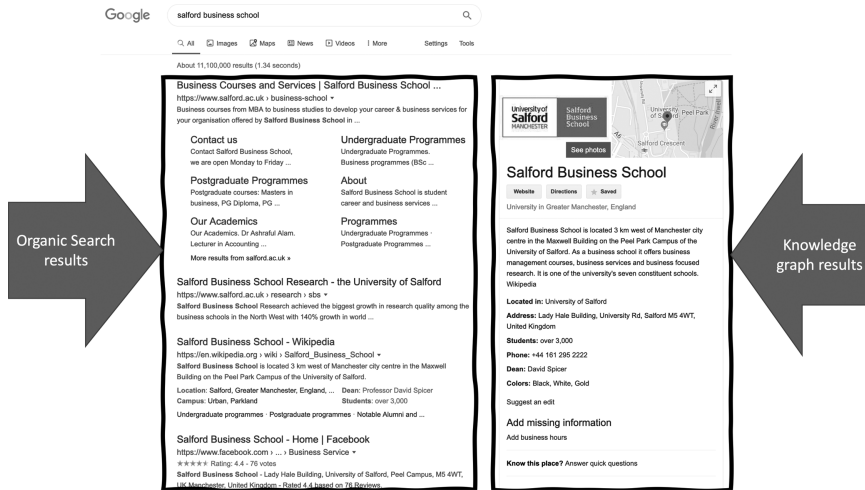 Google
salford business school
All Images Maps News Videos More Settings Tools
About 11,100,000 results (1.34 seconds)
Organic Search
results
Business Courses and Services | Salford Business School ...
https://www.salford.ac.uk › business-school
Business courses from MBA to business studies to develop your career & business services for
your organisation offered by Salford Business School in ...
Contact us
Contact Salford Business School,
we are open Monday to Friday ...
Undergraduate Programmes
Undergraduate Programmes.
Business programmes (BSc ...
Postgraduate Programmes
Postgraduate courses: Masters in
business, PG Diploma, PG ...
About
Salford Business School is student
career and business services ...
Our Academics
Our Academics. Dr Ashraful Alam.
Lecturer in Accounting ...
Programmes
Undergraduate Programmes ·
Postgraduate Programmes ...
More results from salford.ac.uk »
Salford Business School Research - the University of Salford
https://www.salford.ac.uk › research › sbs
Salford Business School Research achieved the biggest growth in research quality among the
business schools in the North West with 140% growth in world ...
Salford Business School - Wikipedia
https://en.wikipedia.org › wiki › Salford_Business_School
Salford Business School is located 3 km west of Manchester city centre in the Maxwell
Building on the Peel Park Campus of the University of Salford.
Location: Salford, Greater Manchester, England, ... Dean: Professor David Spicer
Campus: Urban, Parkland Students: over 3,000
Undergraduate programmes · Postgraduate programmes · Notable Alumni and ...
Salford Business School - Home | Facebook
https://www.facebook.com › ... › Business Service
Rating: 4.4 - 76 votes
Salford Business School - Lady Hale Building, University of Salford, Peel Campus, M5 4WT,
UK Manchester, United Kingdom - Rated 4.4 based on 76 Reviews.
University of
Salford
MANCHESTER
Salford
Business
School
See photos
University
of Salford
Peel Park
A6
Salford Crescent
River Irwell
Salford Business School
Website Directions Saved
University in Greater Manchester, England
Salford Business School is located 3 km west of Manchester city
centre in the Maxwell Building on the Peel Park Campus of the
University of Salford. As a business school it offers business
management courses, business services and business focused
research. It is one of the university's seven constituent schools.
Wikipedia
Located in: University of Salford
Address: Lady Hale Building, University Rd, Salford M5 4WT,
United Kingdom
Students: over 3,000
Phone: +44 161 295 2222
Dean: David Spicer
Colors: Black, White, Gold
Suggest an edit
Add missing information
Add business hours
Know this place? Answer quick questions
Knowledge
graph results